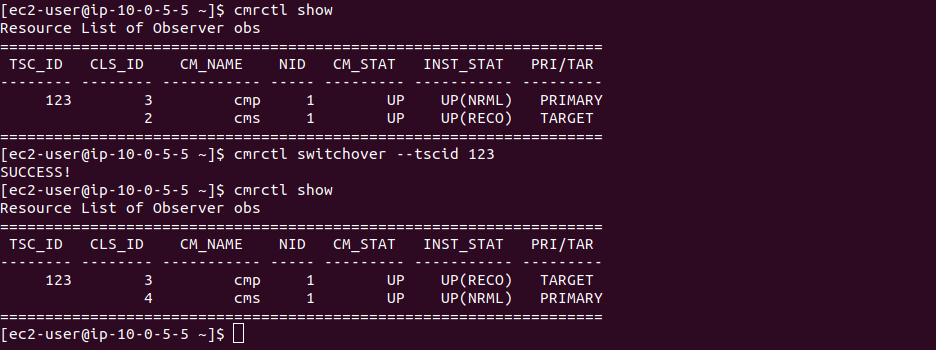 [ec2-user@ip-10-0-5-5 ~]$ cmrctl show
Resource List of Observer obs
===================================================================
 TSC_ID   CLS_ID    CM_NAME    NID  CM_STAT   INST_STAT   PRI/TAR
-------- -------- ----------- ----- --------- ----------- ---------
     123        3         cmp     1        UP    UP(NRML)   PRIMARY
                2         cms     1        UP    UP(RECO)   TARGET
===================================================================
[ec2-user@ip-10-0-5-5 ~]$ cmrctl switchover --tscid 123
SUCCESS!
[ec2-user@ip-10-0-5-5 ~]$ cmrctl show
Resource List of Observer obs
===================================================================
 TSC_ID   CLS_ID    CM_NAME    NID  CM_STAT   INST_STAT   PRI/TAR
-------- -------- ----------- ----- --------- ----------- ---------
     123        3         cmp     1        UP    UP(RECO)   TARGET
                4         cms     1        UP    UP(NRML)   PRIMARY
===================================================================
[ec2-user@ip-10-0-5-5 ~]$